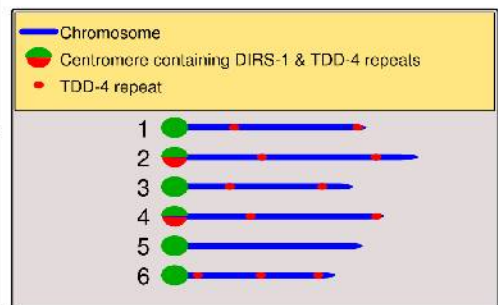 Chromosome
Centromere containing DIRS-1 & TDD-4 repeats
TDD-4 repeat
1
2
3
4
5
6